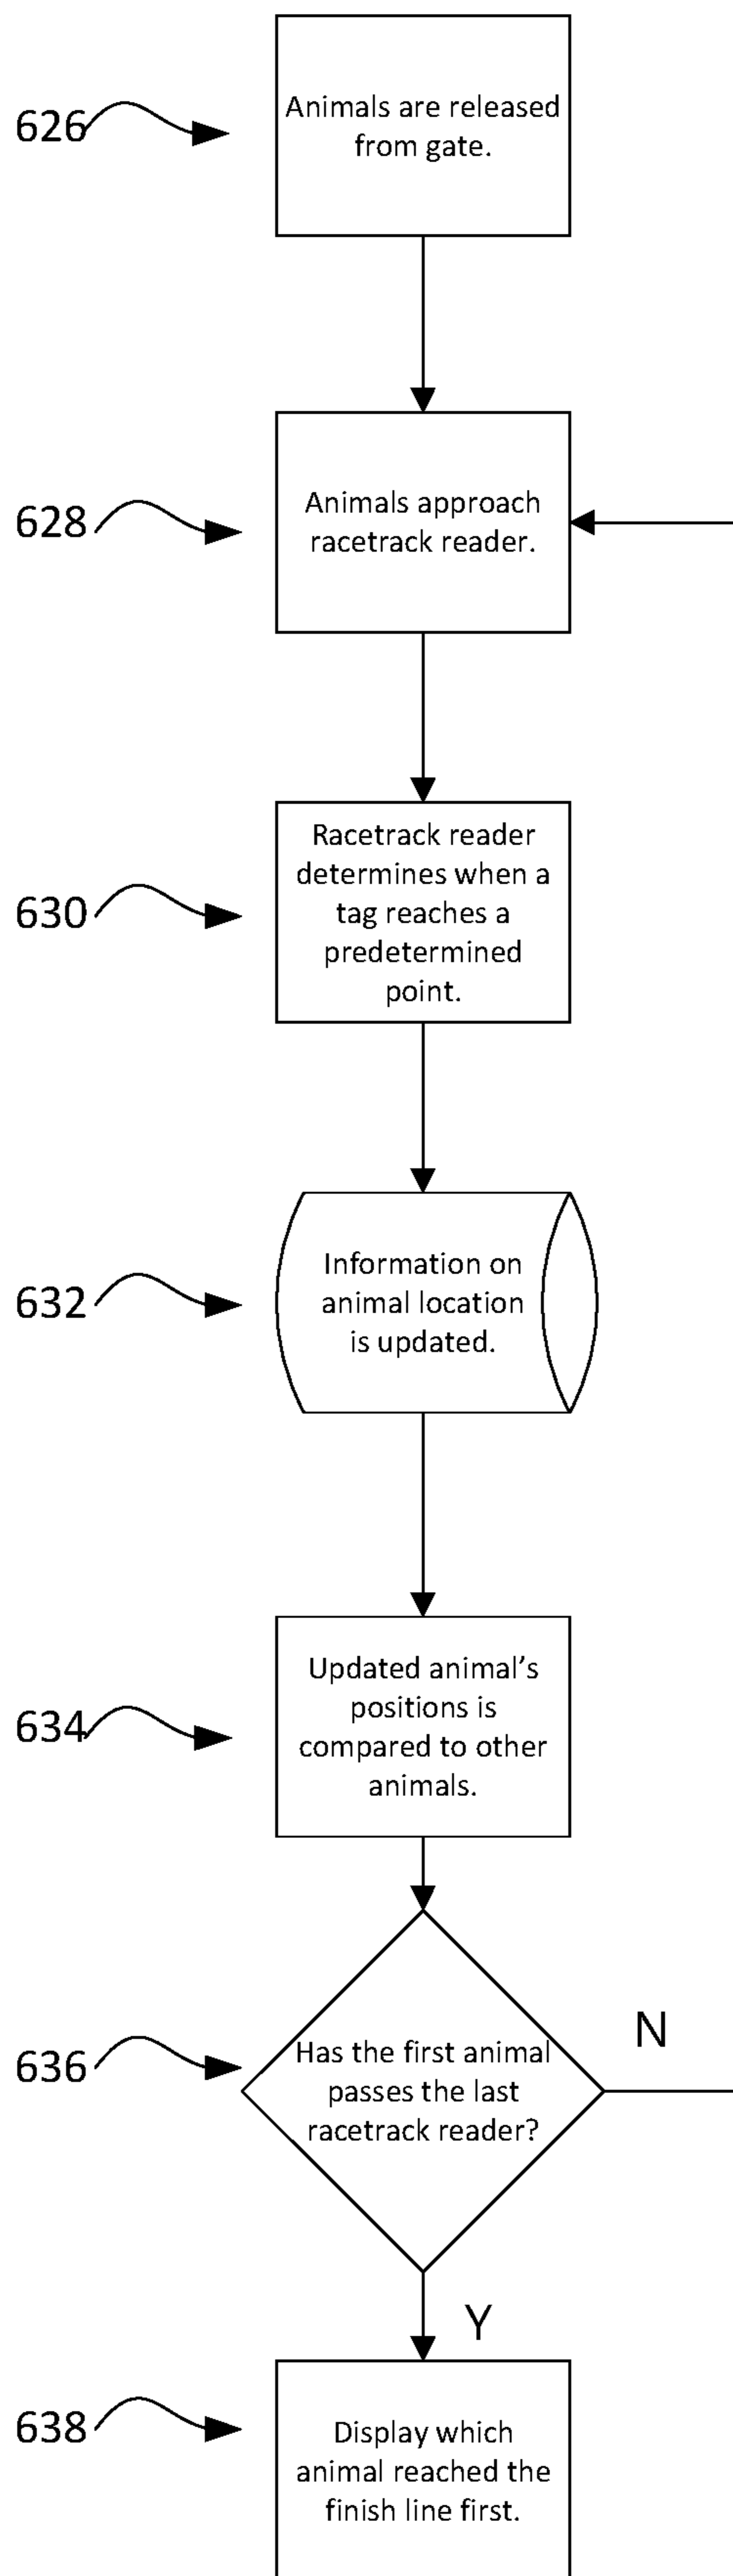 626
Animals are released
from gate.
628
Animals approach
racetrack reader.
630
Racetrack reader
determines when a
tag reaches a
predetermined
point.
632
Information on
animal location
is updated.
634
Updated animal’s
positions is
compared to other
animals.
636
Has the first animal
passes the last
racetrack reader?
N
Y
638
Display which
animal reached the
finish line first.